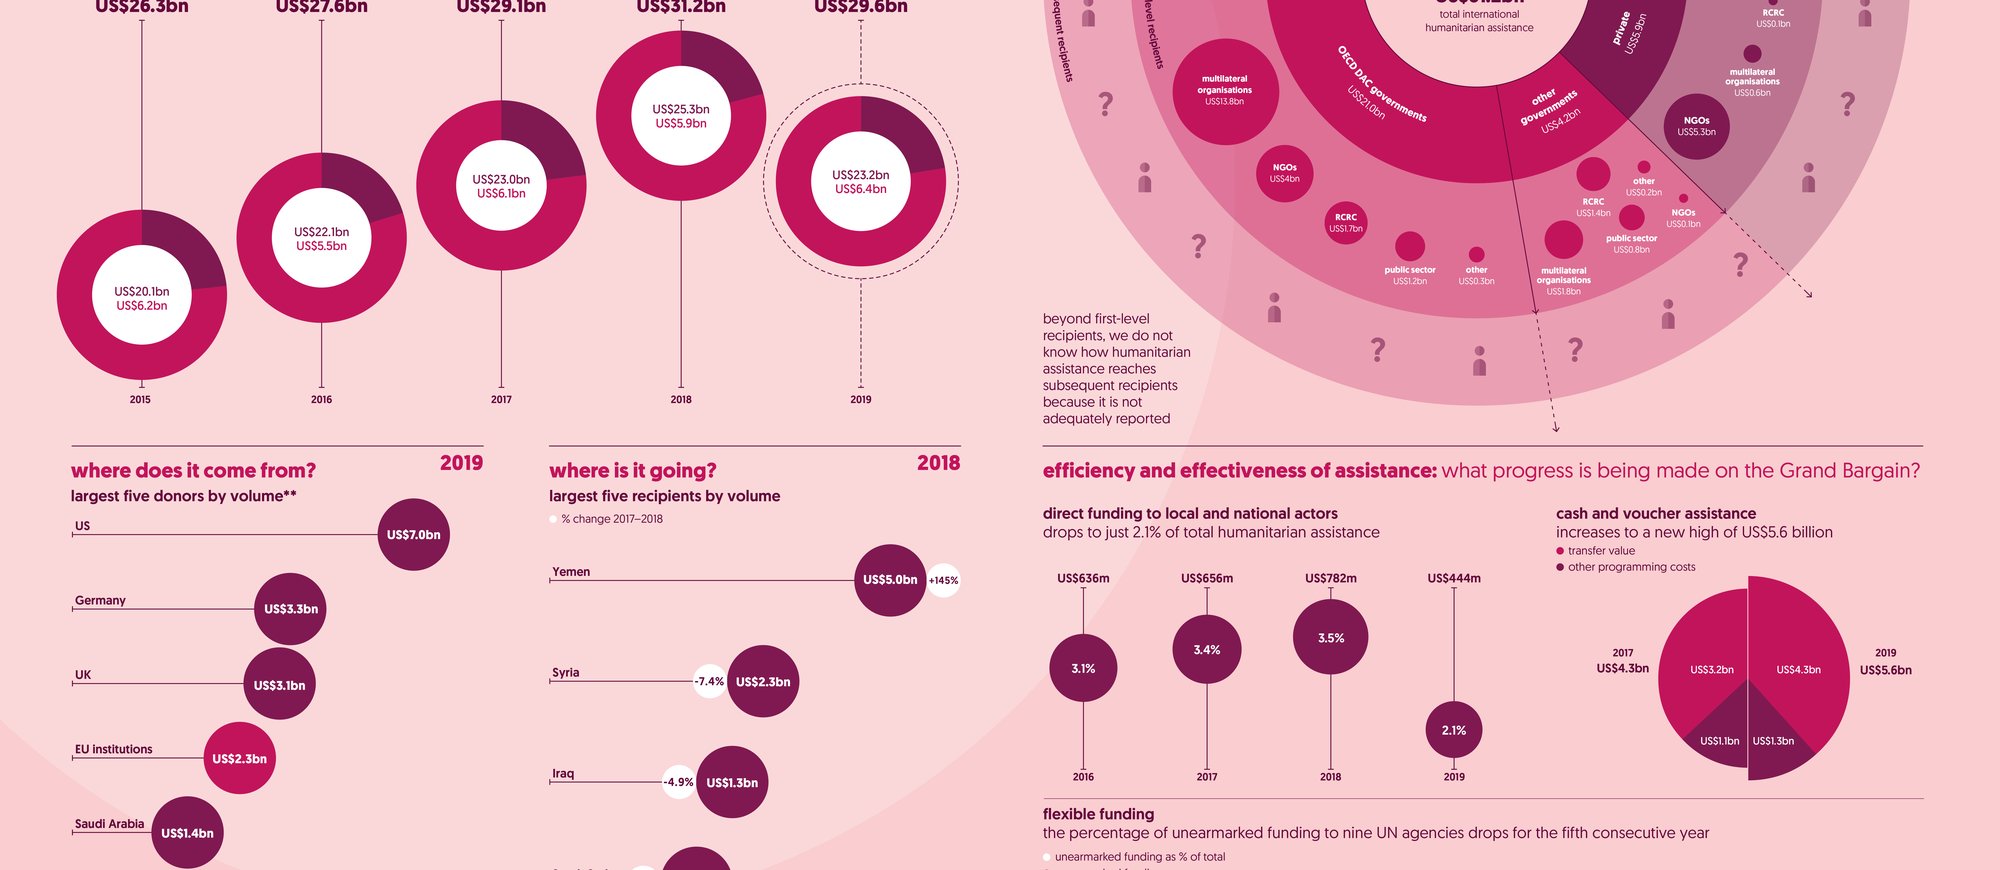 US$26.3bn
US$27.6bn
US$29.1bn
US$31.2bn
US$29.6bn
US$20.1bn
US$6.2bn
US$22.1bn
US$5.5bn
US$23.0bn
US$6.1bn
US$25.3bn
US$5.9bn
US$23.2bn
US$6.4bn
2015
2016
2017
2018
2019
total international
humanitarian assistance
recipients
level recipients
OECD DAC governments
US$21.0bn
other
governments
US$4.2bn
private
US$5.9bn
multilateral
organisations
US$13.8bn
NGOs
US$4bn
RCRC
US$1.7bn
public sector
US$1.2bn
other
US$0.3bn
multilateral
organisations
US$1.8bn
RCRC
US$1.4bn
public sector
US$0.8bn
other
US$0.2bn
NGOs
US$0.1bn
RCRC
US$0.1bn
multilateral
organisations
US$0.6bn
NGOs
US$5.3bn
?
?
?
?
?
?
beyond first-level
recipients, we do not
know how humanitarian
assistance reaches
subsequent recipients
because it is not
adequately reported
where does it come from?
2019
largest five donors by volume**
US
US$7.0bn
Germany
US$3.3bn
UK
US$3.1bn
EU institutions
US$2.3bn
Saudi Arabia
US$1.4bn
where is it going?
2018
largest five recipients by volume
% change 2017–2018
Yemen
US$5.0bn
+145%
Syria
-7.4%
US$2.3bn
Iraq
-4.9%
US$1.3bn
efficiency and effectiveness of assistance: what progress is being made on the Grand Bargain?
direct funding to local and national actors
drops to just 2.1% of total humanitarian assistance
US$636m
US$656m
US$782m
US$444m
3.1%
3.4%
3.5%
2.1%
2016
2017
2018
2019
cash and voucher assistance
increases to a new high of US$5.6 billion
transfer value
other programming costs
2017
US$4.3bn
US$3.2bn
US$1.1bn
US$4.3bn
US$1.3bn
2019
US$5.6bn
flexible funding
the percentage of unearmarked funding to nine UN agencies drops for the fifth consecutive year
unearmarked funding as % of total